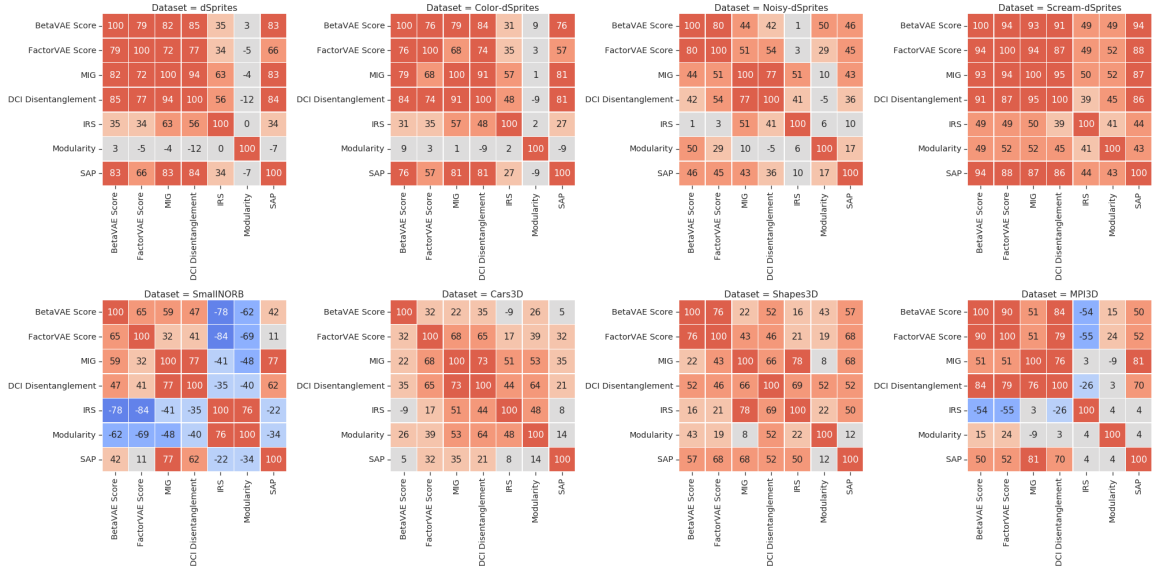 Dataset = dSprites
BetaVAE Score 100 79 82 85 35 3 83
FactorVAE Score 79 100 72 77 34 -5 66
MIG 82 72 100 94 63 -4 83
DCI Disentanglement 85 77 94 100 56 -12 84
IRS 35 34 63 56 100 0 34
Modularity 3 -5 -4 -12 0 100 -7
SAP 83 66 83 84 34 -7 100
BetaVAE Score
FactorVAE Score
MIG
DCI Disentanglement
IRS
Modularity
SAP
Dataset = Color-dSprites
BetaVAE Score 100 76 79 84 31 9 76
FactorVAE Score 76 100 68 74 35 3 57
MIG 79 68 100 91 57 1 81
DCI Disentanglement 84 74 91 100 48 -9 81
IRS 31 35 57 48 100 2 27
Modularity 9 3 1 -9 2 100 -9
SAP 76 57 81 81 27 -9 100
BetaVAE Score
FactorVAE Score
MIG
DCI Disentanglement
IRS
Modularity
SAP
Dataset = Noisy-dSprites
BetaVAE Score 100 80 44 42 1 50 46
FactorVAE Score 80 100 51 54 3 29 45
MIG 44 51 100 77 51 10 43
DCI Disentanglement 42 54 77 100 41 -5 36
IRS 1 3 51 41 100 6 10
Modularity 50 29 10 -5 6 100 17
SAP 46 45 43 36 10 17 100
BetaVAE Score
FactorVAE Score
MIG
DCI Disentanglement
IRS
Modularity
SAP
Dataset = Scream-dSprites
BetaVAE Score 100 94 93 91 49 49 94
FactorVAE Score 94 100 94 87 49 52 88
MIG 93 94 100 95 50 52 87
DCI Disentanglement 91 87 95 100 39 45 86
IRS 49 49 50 39 100 41 44
Modularity 49 52 52 45 41 100 43
SAP 94 88 87 86 44 43 100
BetaVAE Score
FactorVAE Score
MIG
DCI Disentanglement
IRS
Modularity
SAP
Dataset = SmallNORB
BetaVAE Score 100 65 59 47 -78 -62 42
FactorVAE Score 65 100 32 41 -84 -69 11
MIG 59 32 100 77 -41 -48 77
DCI Disentanglement 47 41 77 100 -35 -40 62
IRS -78 -84 -41 -35 100 76 -22
Modularity -62 -69 -48 -40 76 100 -34
SAP 42 11 77 62 -22 -34 100
BetaVAE Score
FactorVAE Score
MIG
DCI Disentanglement
IRS
Modularity
SAP
Dataset = Cars3D
BetaVAE Score 100 32 22 35 -9 26 5
FactorVAE Score 32 100 68 65 17 39 32
MIG 22 68 100 73 51 53 35
DCI Disentanglement 35 65 73 100 44 64 21
IRS -9 17 51 44 100 48 8
Modularity 26 39 53 64 48 100 14
SAP 5 32 35 21 8 14 100
BetaVAE Score
FactorVAE Score
MIG
DCI Disentanglement
IRS
Modularity
SAP
Dataset = Shapes3D
BetaVAE Score 100 76 22 52 16 43 57
FactorVAE Score 76 100 43 46 21 19 68
MIG 22 43 100 66 78 8 68
DCI Disentanglement 52 46 66 100 69 52 52
IRS 16 21 78 69 100 22 50
Modularity 43 19 8 52 22 100 12
SAP 57 68 68 52 50 12 100
BetaVAE Score
FactorVAE Score
MIG
DCI Disentanglement
IRS
Modularity
SAP
Dataset = MPI3D
BetaVAE Score 100 90 51 84 -54 15 50
FactorVAE Score 90 100 51 79 -55 24 52
MIG 51 51 100 76 3 -9 81
DCI Disentanglement 84 79 76 100 -26 3 70
IRS -54 -55 3 -26 100 4 4
Modularity 15 24 -9 3 4 100 4
SAP 50 52 81 70 4 4 100
BetaVAE Score
FactorVAE Score
MIG
DCI Disentanglement
IRS
Modularity
SAP